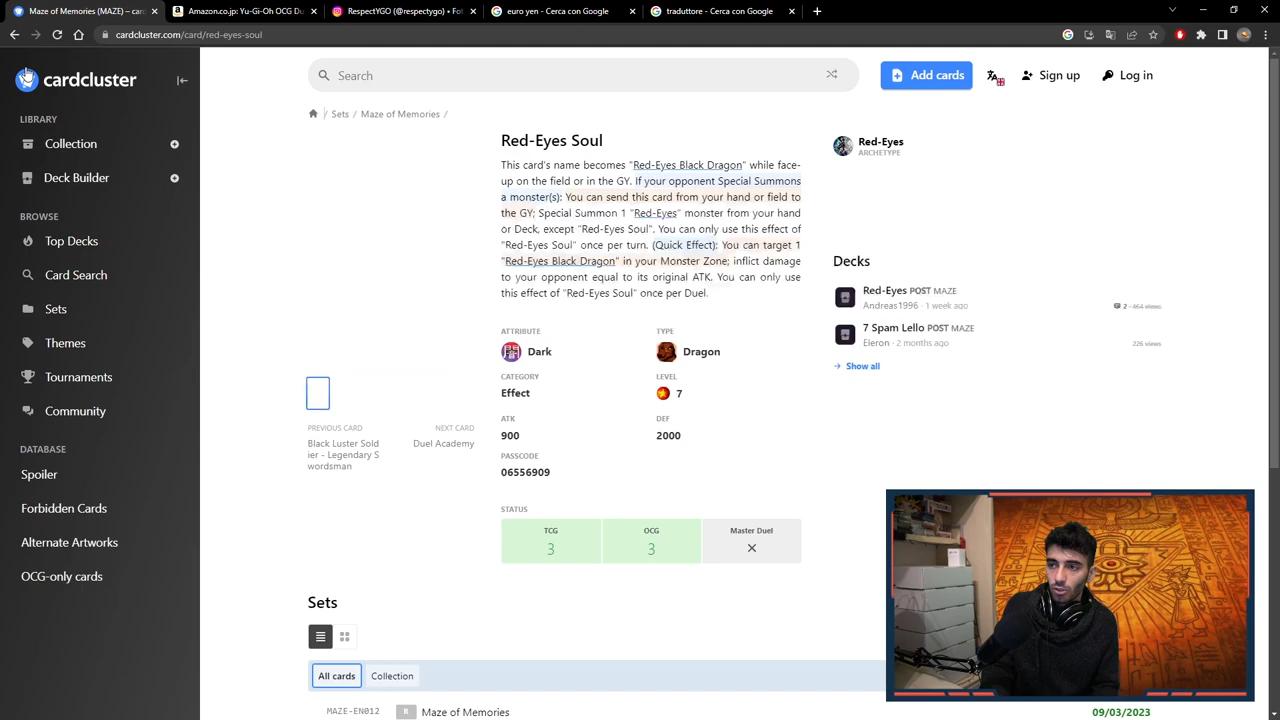 Maze of Memories (MAZE) – car
Amazon.co.jp: Yu-Gi-Oh OCG Du
MazeYGO (@redmistygo) • Fot
euro yen - Cerca con Google
traduttore - Cerca con Google
cardcluster.com/card/red-eyes-soul
cardcluster
Search
Add cards
Sign up
Log in
LIBRARY
Collection
Deck Builder
BROWSE
Top Decks
Card Search
Sets
Themes
Tournaments
Community
DATABASE
Spoiler
Forbidden Cards
Alternate Artworks
OCG-only cards
/ Sets / Maze of Memories /
Red-Eyes Soul
This card's name becomes "Red-Eyes Black Dragon" while face-
up on the field or in the GY. If your opponent Special Summons
a monster(s): You can send this card from your hand or field to
the GY; Special Summon 1 "Red-Eyes" monster from your hand
or Deck, except "Red-Eyes Soul". You can only use this effect of
"Red-Eyes Soul" once per turn. (Quick Effect): You can target 1
"Red-Eyes Black Dragon" in your Monster Zone; inflict damage
to your opponent equal to its original ATK. You can only use
this effect of "Red-Eyes Soul" once per Duel.
ATTRIBUTE
Dark
TYPE
Dragon
CATEGORY
Effect
LEVEL
7
ATK
900
DEF
2000
PASSCODE
06556909
STATUS
TCG
3
OCG
3
Master Duel
PREVIOUS CARD
Black Luster Sold
ier - Legendary S
wordsman
NEXT CARD
Duel Academy
Red-Eyes
ARCHETYPE
Decks
Red-Eyes POST MAZE
Andreas1996 · 1 week ago
2 · 464 views
7 Spam Lello POST MAZE
Eleron · 2 months ago
226 views
Show all
Sets
All cards
Collection
MAZE-EN012 R Maze of Memories 09/03/2023